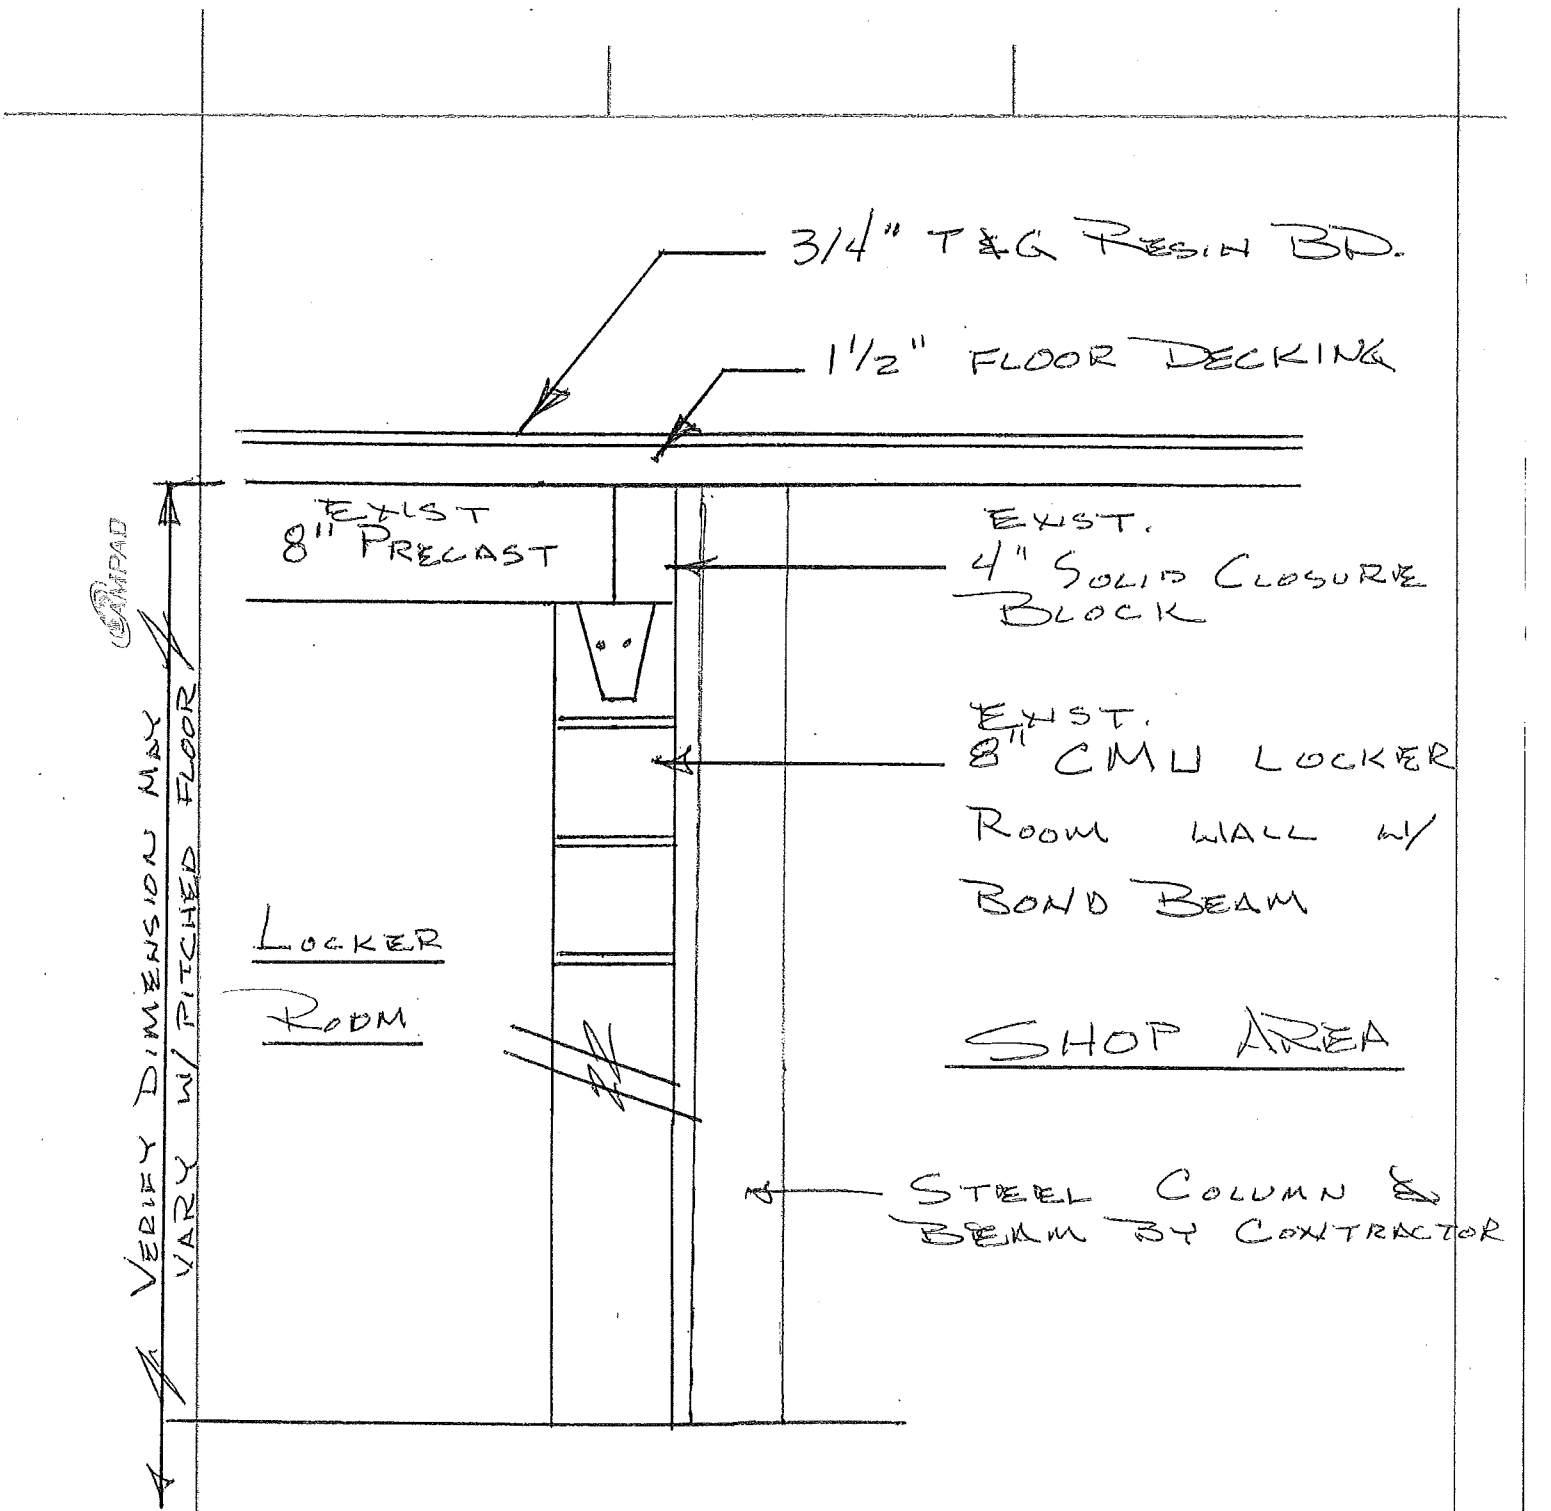 3/4" T&G RESIN BD.
1 1/2" FLOOR DECKING
EXIST
8" PRECAST
EXIST.
4" SOLID CLOSURE
BLOCK
EXIST.
8" CMU LOCKER
ROOM WALL W/
BOND BEAM
LOCKER
ROOM
SHOP AREA
STEEL COLUMN &
BEAM BY CONTRACTOR
VERIFY DIMENSION MAY
VARY W/ PITCHED FLOOR
AMPAD